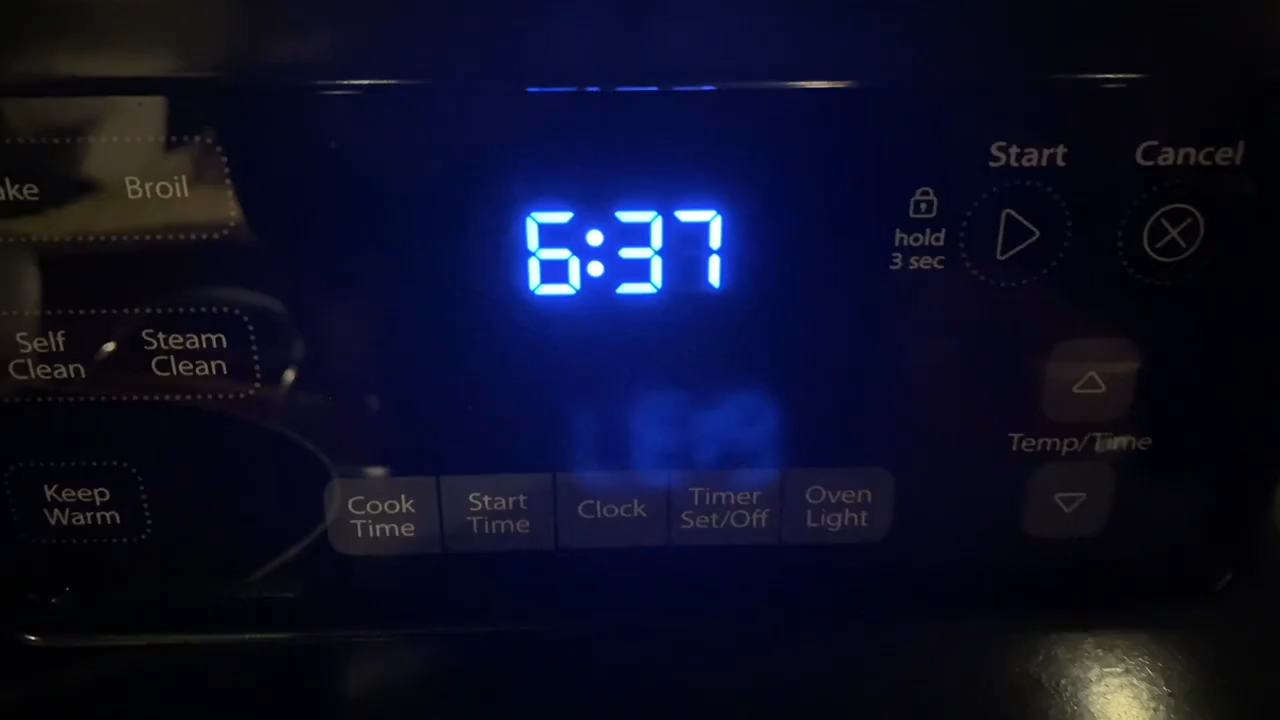 Start Cancel
ake Broil
6:37
hold
3 sec
Self
Clean
Steam
Clean
Temp/Time
Keep
Warm
Cook
Time
Start
Time
Clock
Timer
Set/Off
Oven
Light